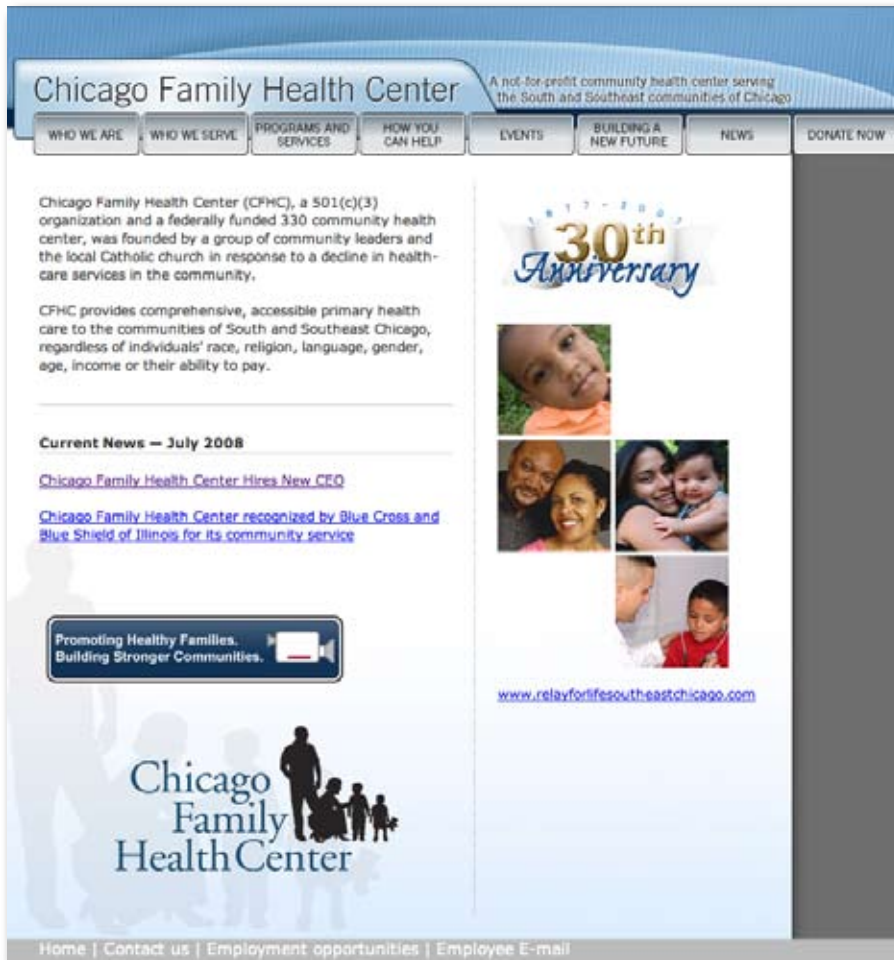 Chicago Family Health Center
A not-for-profit community health center serving
the South and Southeast communities of Chicago
WHO WE ARE
WHO WE SERVE
PROGRAMS AND
SERVICES
HOW YOU
CAN HELP
EVENTS
BUILDING A
NEW FUTURE
NEWS
DONATE NOW
Chicago Family Health Center (CFHC), a 501(c)(3)
organization and a federally funded 330 community health
center, was founded by a group of community leaders and
the local Catholic church in response to a decline in health-
care services in the community.
CFHC provides comprehensive, accessible primary health
care to the communities of South and Southeast Chicago,
regardless of individuals' race, religion, language, gender,
age, income or their ability to pay.
Current News — July 2008
Chicago Family Health Center Hires New CEO
Chicago Family Health Center recognized by Blue Cross and
Blue Shield of Illinois for its community service
Promoting Healthy Families.
Building Stronger Communities.
Chicago
Family
Health Center
1977-2007
30th
Anniversary
www.relayforlifesoutheastchicago.com
Home | Contact us | Employment opportunities | Employee E-mail